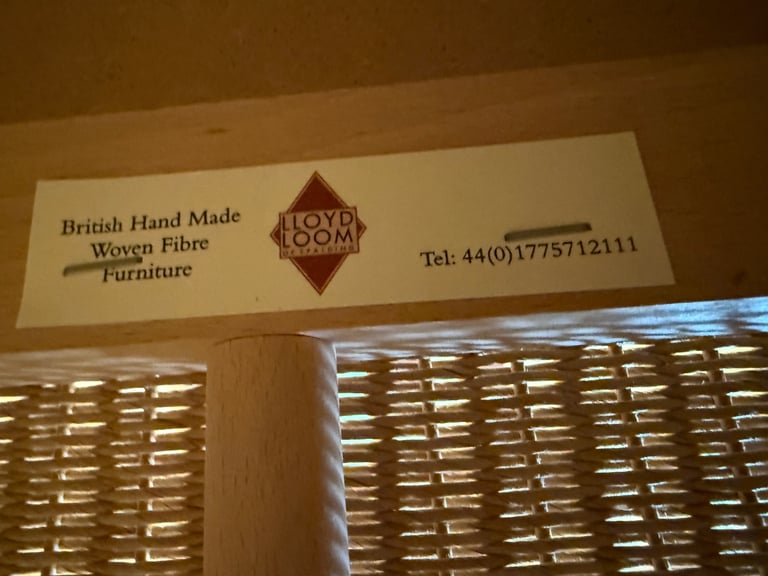 British Hand Made
Woven Fibre
Furniture
LLOYD
LOOM
OF SPALDING
Tel: 44(0)1775712111